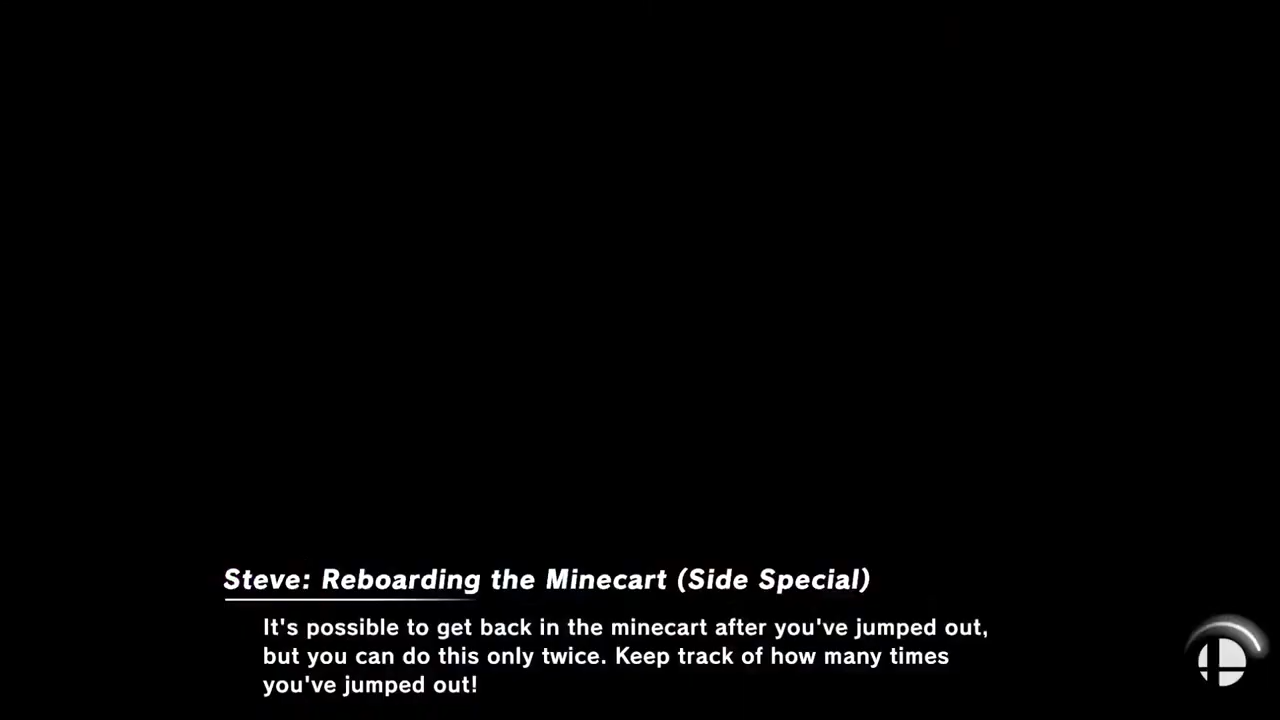 Steve: Reboarding the Minecart (Side Special)
It's possible to get back in the minecart after you've jumped out,
but you can do this only twice. Keep track of how many times
you've jumped out!